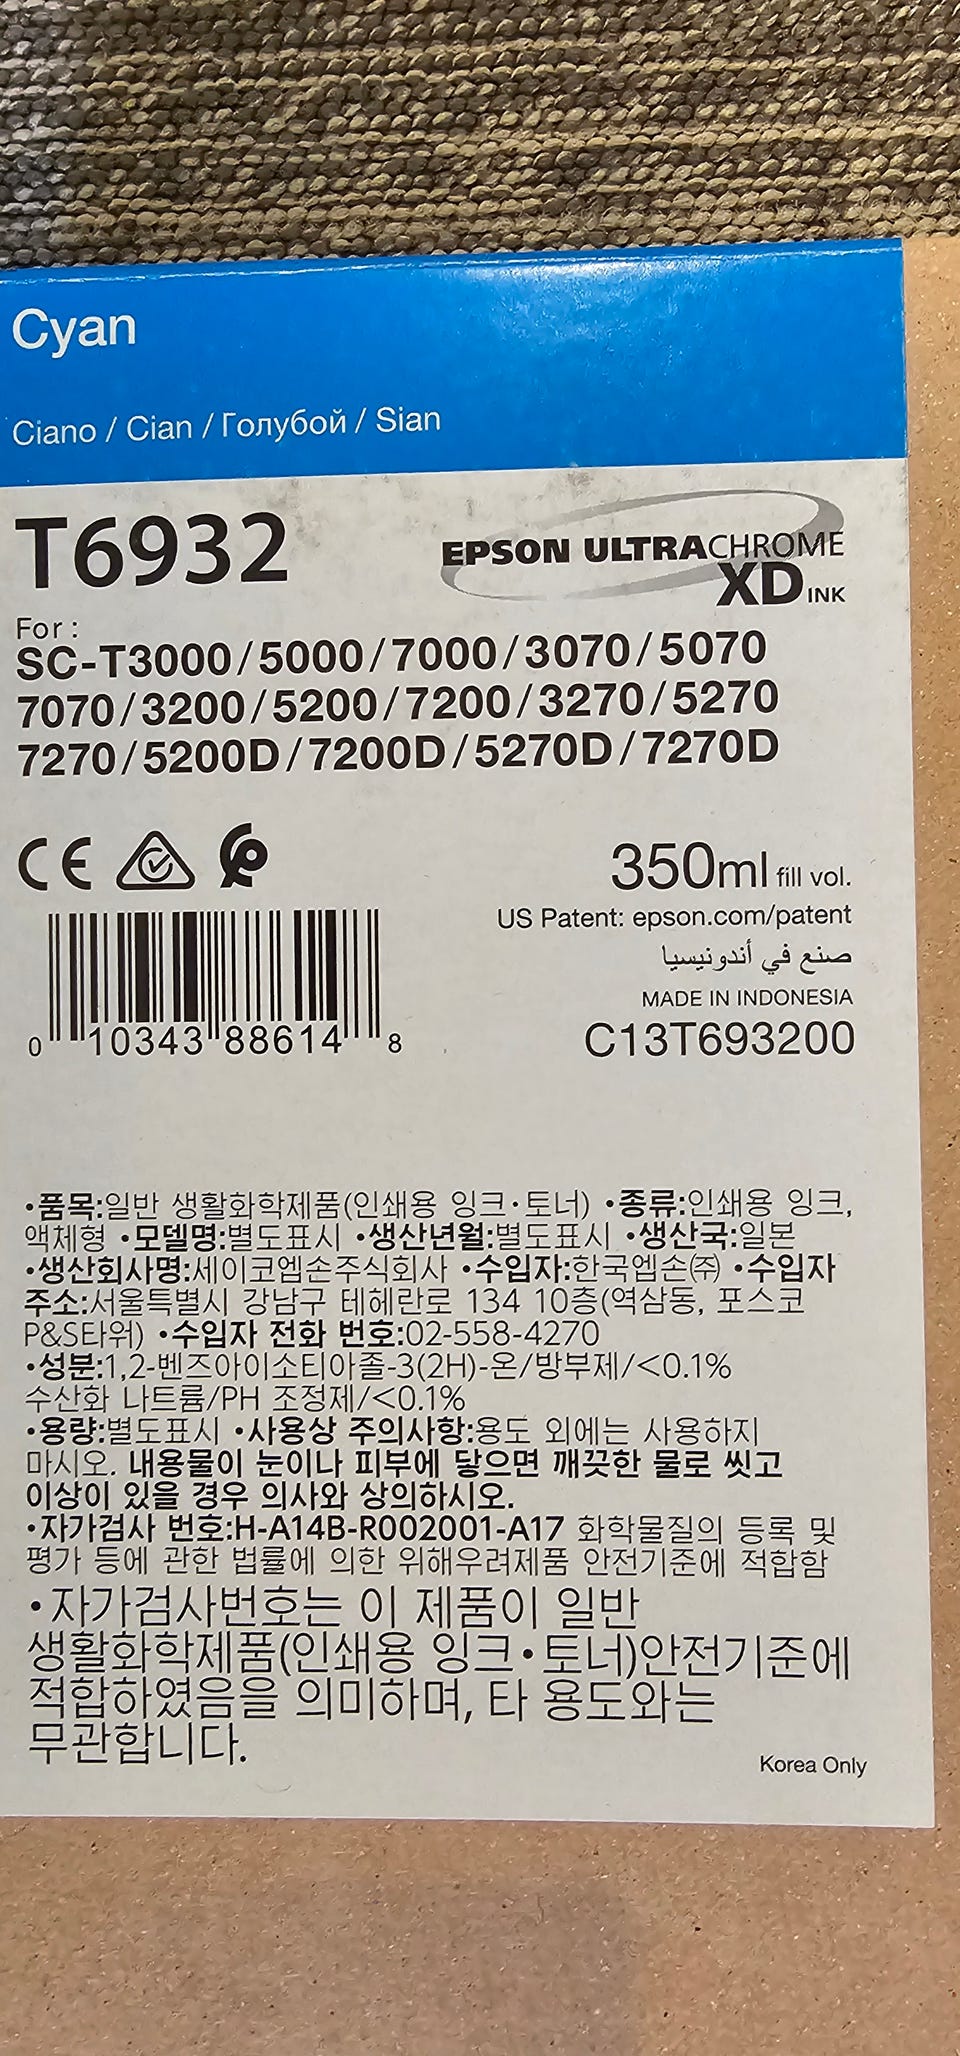 Cyan
Ciano / Cian / Голубой / Sian
T6932
EPSON ULTRACHROME
XD INK
For :
SC-T3000/5000/7000/3070/5070
7070/3200/5200/7200/3270/5270
7270/5200D/7200D/5270D/7270D
CE
350ml fill vol.
US Patent: epson.com/patent
صنع في أندونيسيا
MADE IN INDONESIA
C13T693200
0 10343 88614 8
•품목:일반 생활화학제품(인쇄용 잉크·토너) •종류:인쇄용 잉크,
액체형 •모델명:별도표시 •생산년월:별도표시 •생산국:일본
•생산회사명:세이코엡손주식회사 •수입자:한국엡손(주) •수입자
주소:서울특별시 강남구 테헤란로 134 10층(역삼동, 포스코
P&S타워) •수입자 전화 번호:02-558-4270
•성분:1,2-벤즈아이소티아졸-3(2H)-온/방부제/<0.1%
수산화 나트륨/PH 조정제/<0.1%
•용량:별도표시 •사용상 주의사항:용도 외에는 사용하지
마시오. 내용물이 눈이나 피부에 닿으면 깨끗한 물로 씻고
이상이 있을 경우 의사와 상의하시오.
•자가검사 번호:H-A14B-R002001-A17 화학물질의 등록 및
평가 등에 관한 법률에 의한 위해우려제품 안전기준에 적합함
•자가검사번호는 이 제품이 일반
생활화학제품(인쇄용 잉크·토너)안전기준에
적합하였음을 의미하며, 타 용도와는
무관합니다.
Korea Only